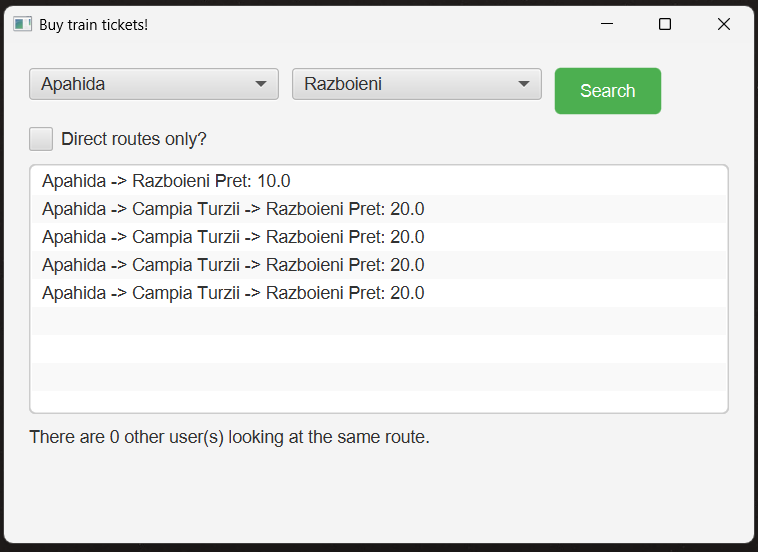 Buy train tickets!
Apahida Razboieni Search
Direct routes only?
Apahida -> Razboieni Pret: 10.0
Apahida -> Campia Turzii -> Razboieni Pret: 20.0
Apahida -> Campia Turzii -> Razboieni Pret: 20.0
Apahida -> Campia Turzii -> Razboieni Pret: 20.0
Apahida -> Campia Turzii -> Razboieni Pret: 20.0
There are 0 other user(s) looking at the same route.